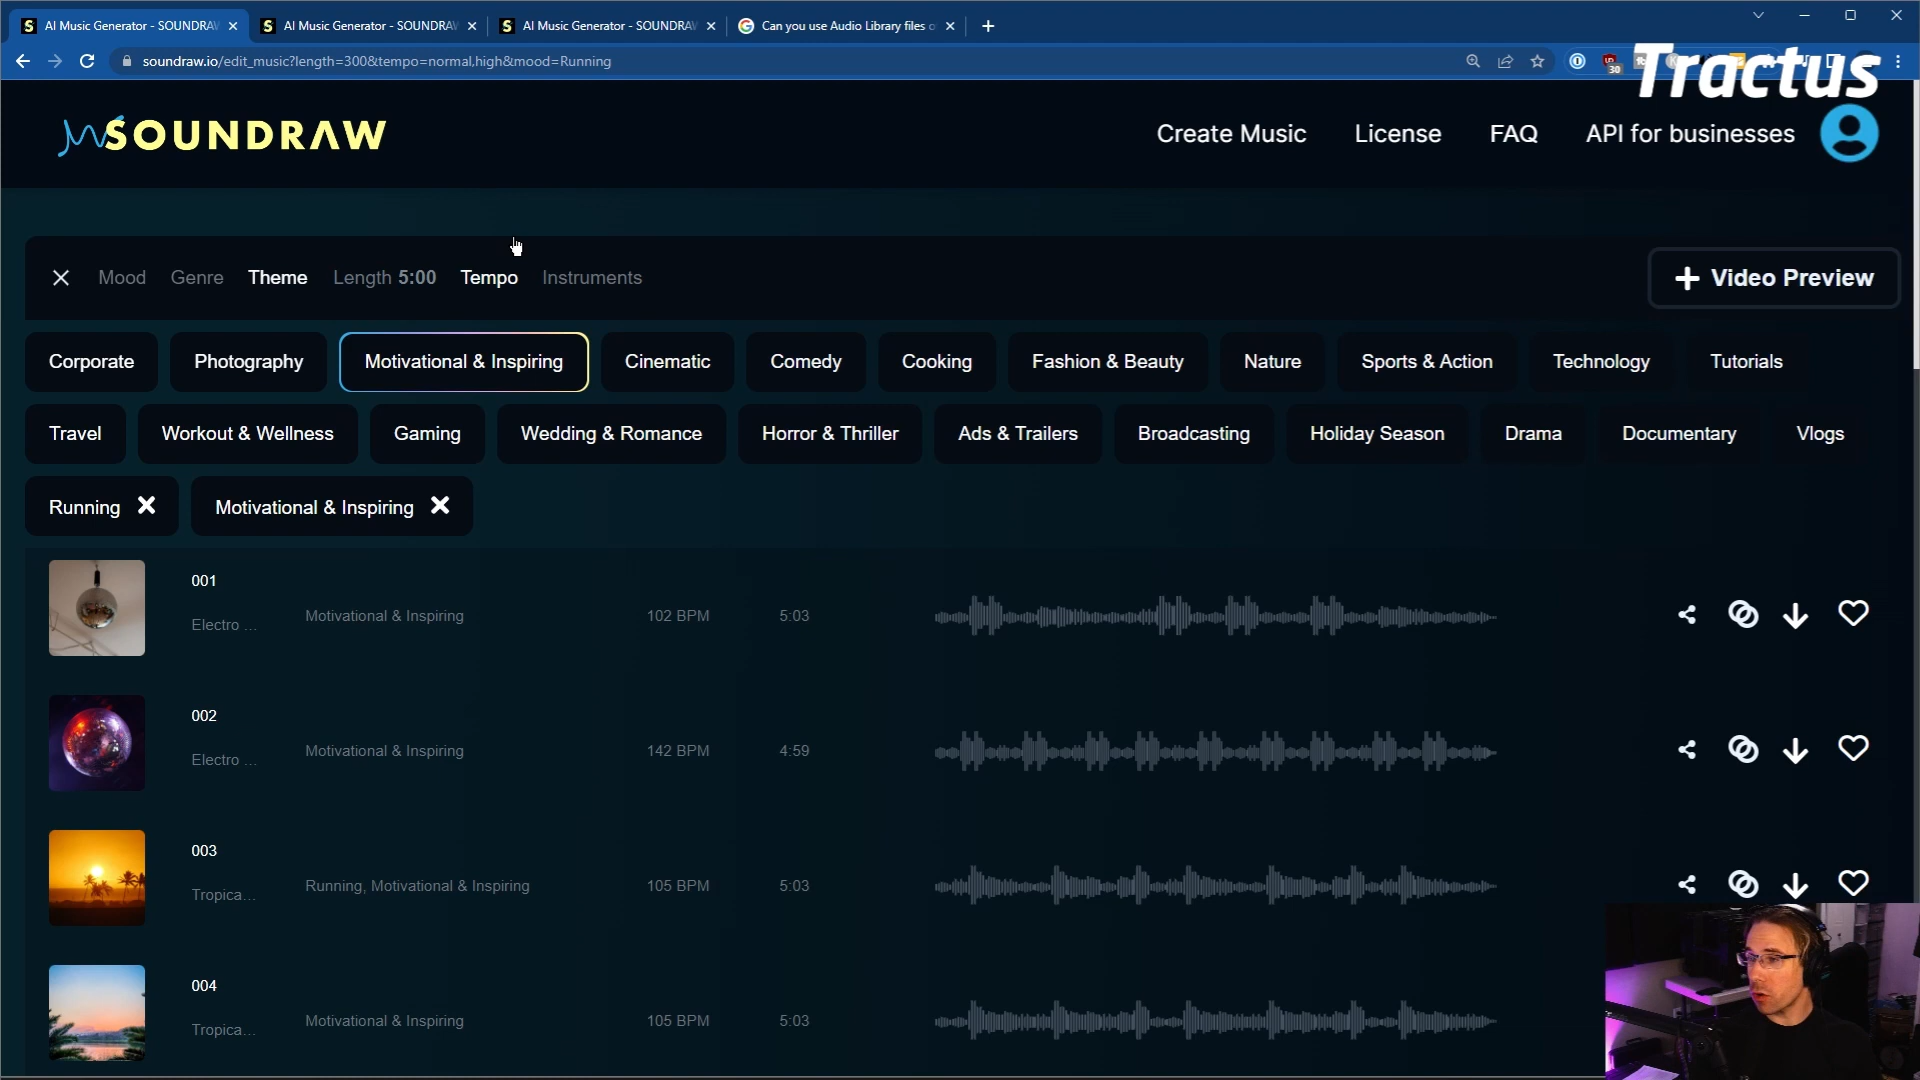 AI Music Generator - SOUNDRAW
AI Music Generator - SOUNDRAW
AI Music Generator - SOUNDRAW
Can you use Audio Library files o
soundraw.io/edit_music?length=300&tempo=normal,high&mood=Running
30
Tractus
SOUNDRAW
Create Music
License
FAQ
API for businesses
Mood
Genre
Theme
Length 5:00
Tempo
Instruments
Video Preview
Corporate
Photography
Motivational & Inspiring
Cinematic
Comedy
Cooking
Fashion & Beauty
Nature
Sports & Action
Technology
Tutorials
Travel
Workout & Wellness
Gaming
Wedding & Romance
Horror & Thriller
Ads & Trailers
Broadcasting
Holiday Season
Drama
Documentary
Vlogs
Running
Motivational & Inspiring
001
Electro ...
Motivational & Inspiring
102 BPM
5:03
002
Electro ...
Motivational & Inspiring
142 BPM
4:59
003
Tropica...
Running, Motivational & Inspiring
105 BPM
5:03
004
Tropica...
Motivational & Inspiring
105 BPM
5:03